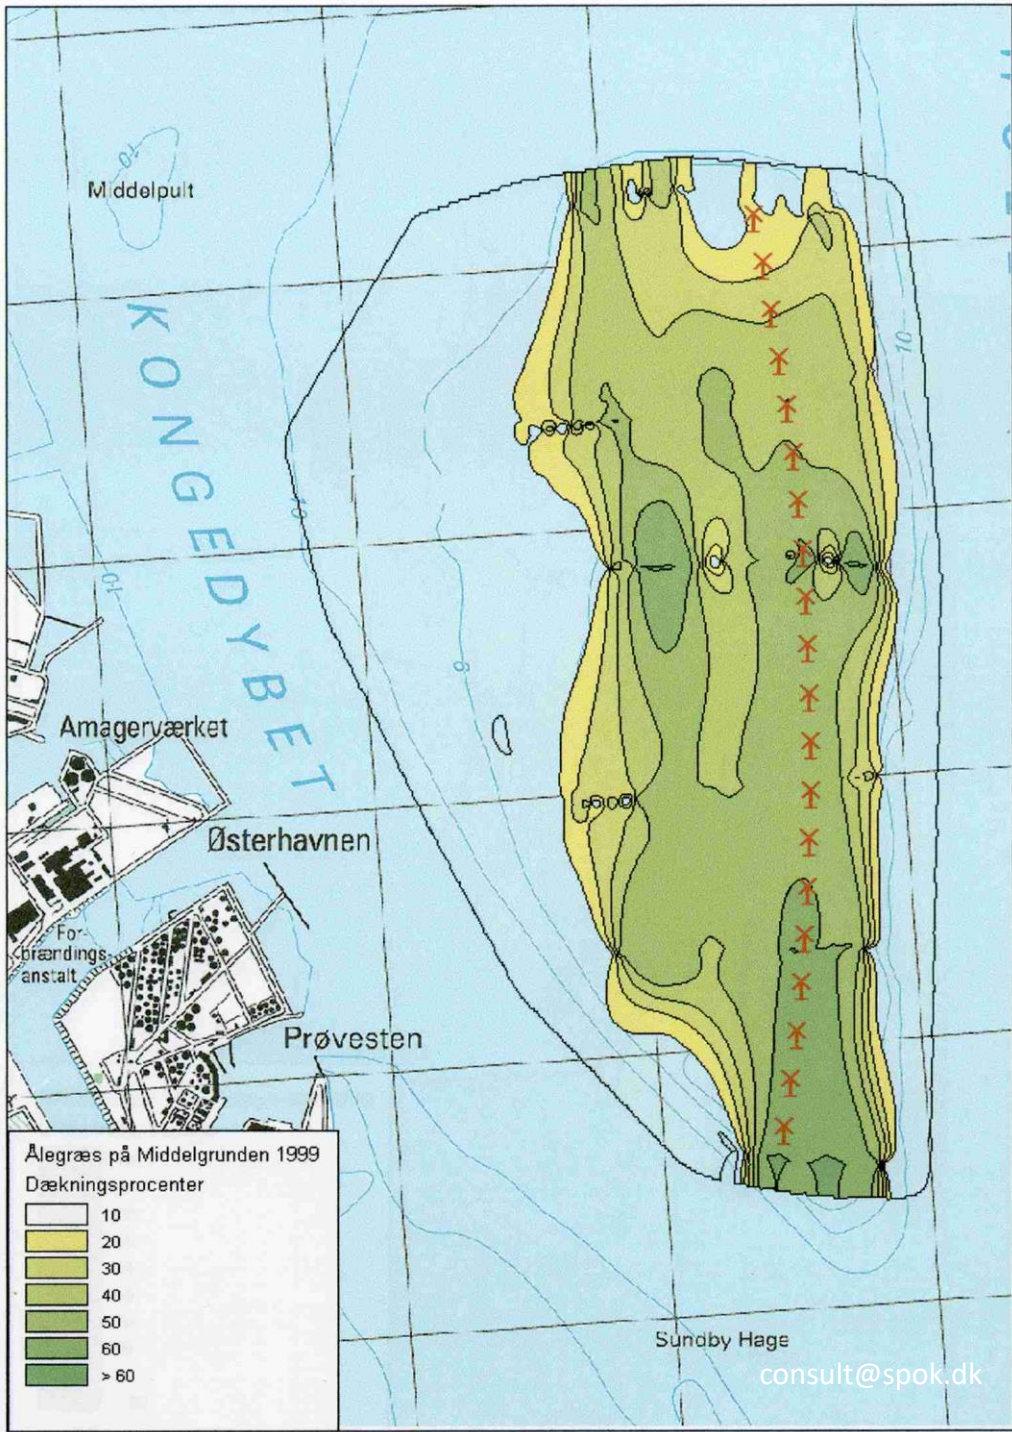 Middelpult
10
KONGEDYBET
10
10
10
6
Amagerværket
Østerhavnen
For-
brændings-
anstalt
Prøvesten
Ålegræs på Middelgrunden 1999
Dækningsprocenter
10
20
30
40
50
60
> 60
Sundby Hage
consult@spok.dk